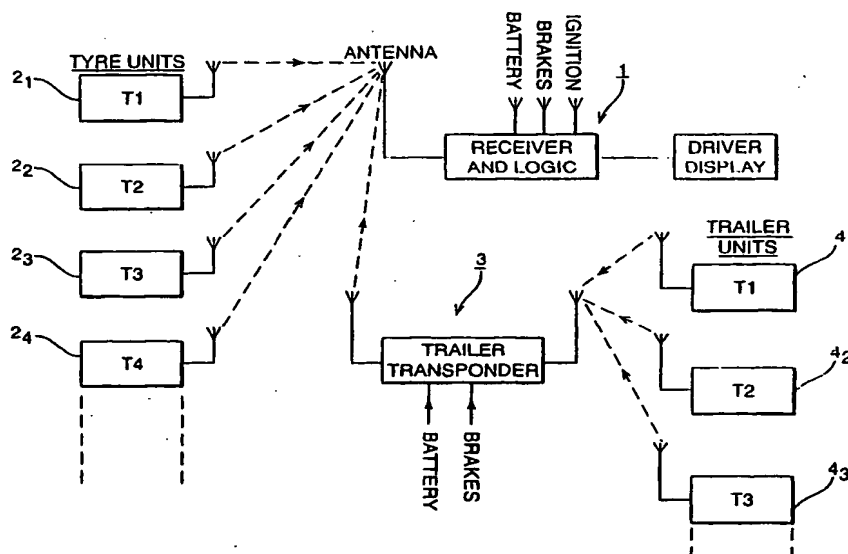 TYRE UNITS
2₁
T1
2₂
T2
2₃
T3
2₄
T4
ANTENNA
BATTERY
BRAKES
IGNITION
1
RECEIVER
AND LOGIC
DRIVER
DISPLAY
3
TRAILER
TRANSPONDER
BATTERY
BRAKES
TRAILER
UNITS
4
T1
4₂
T2
4₃
T3